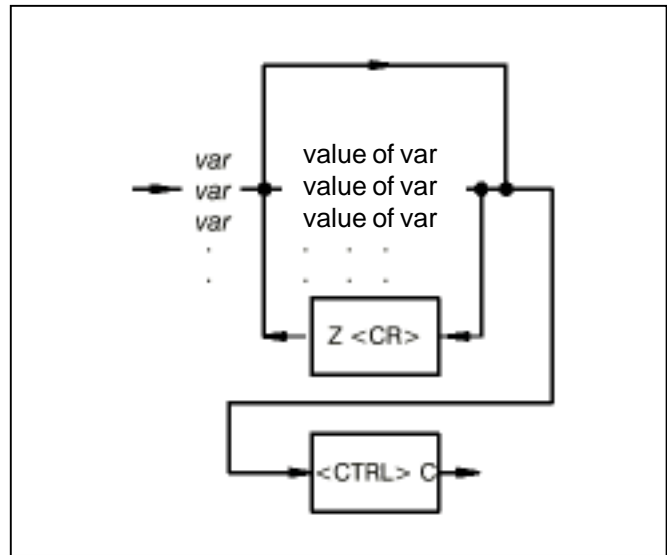 var value of var
var value of var
var value of var
. . . .
. . . .
Z <CR>
<CTRL> C